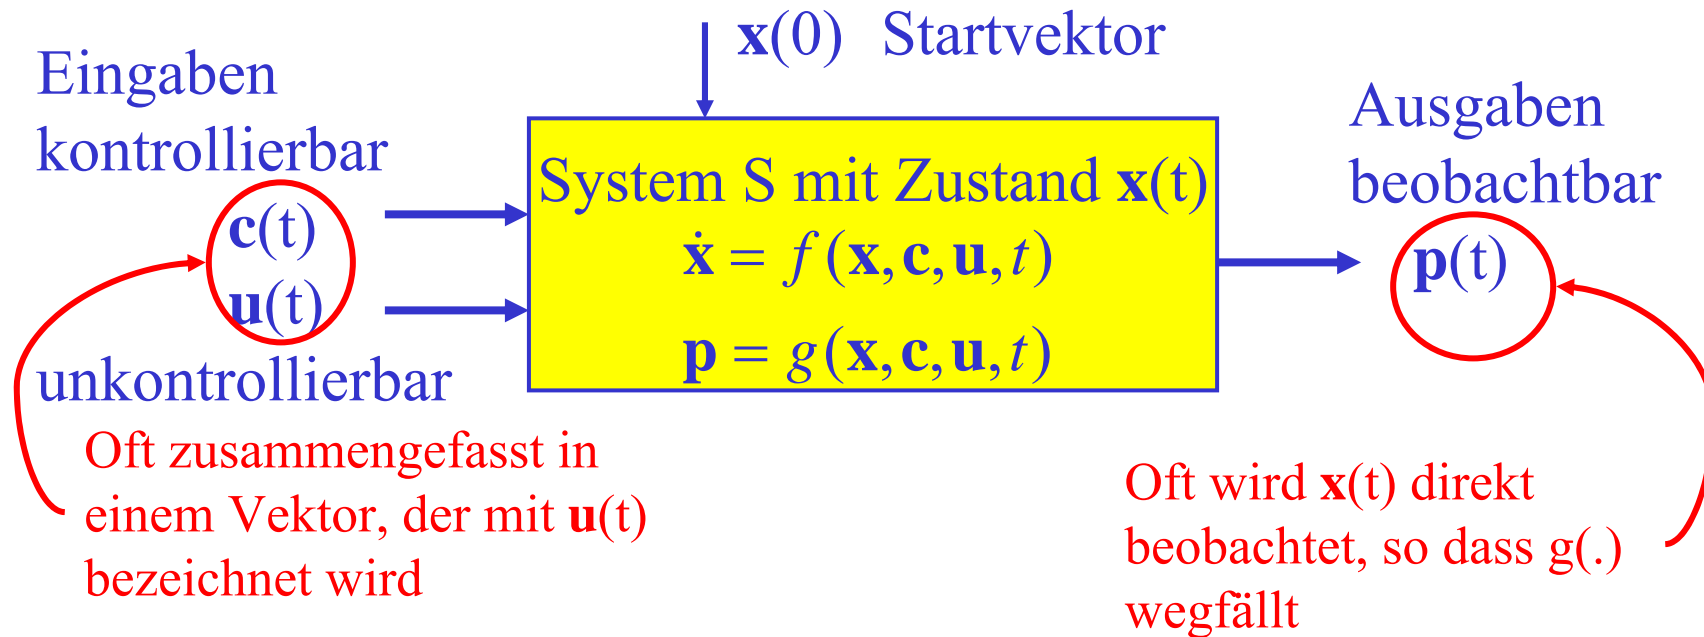 x(0) Startvektor
Eingaben
kontrollierbar
c(t)
u(t)
unkontrollierbar
System S mit Zustand x(t)
ẋ = f(x,c,u,t)
p = g(x,c,u,t)
Ausgaben
beobachtbar
p(t)
Oft zusammengefasst in
einem Vektor, der mit u(t)
bezeichnet wird
Oft wird x(t) direkt
beobachtet, so dass g(.)
wegfällt